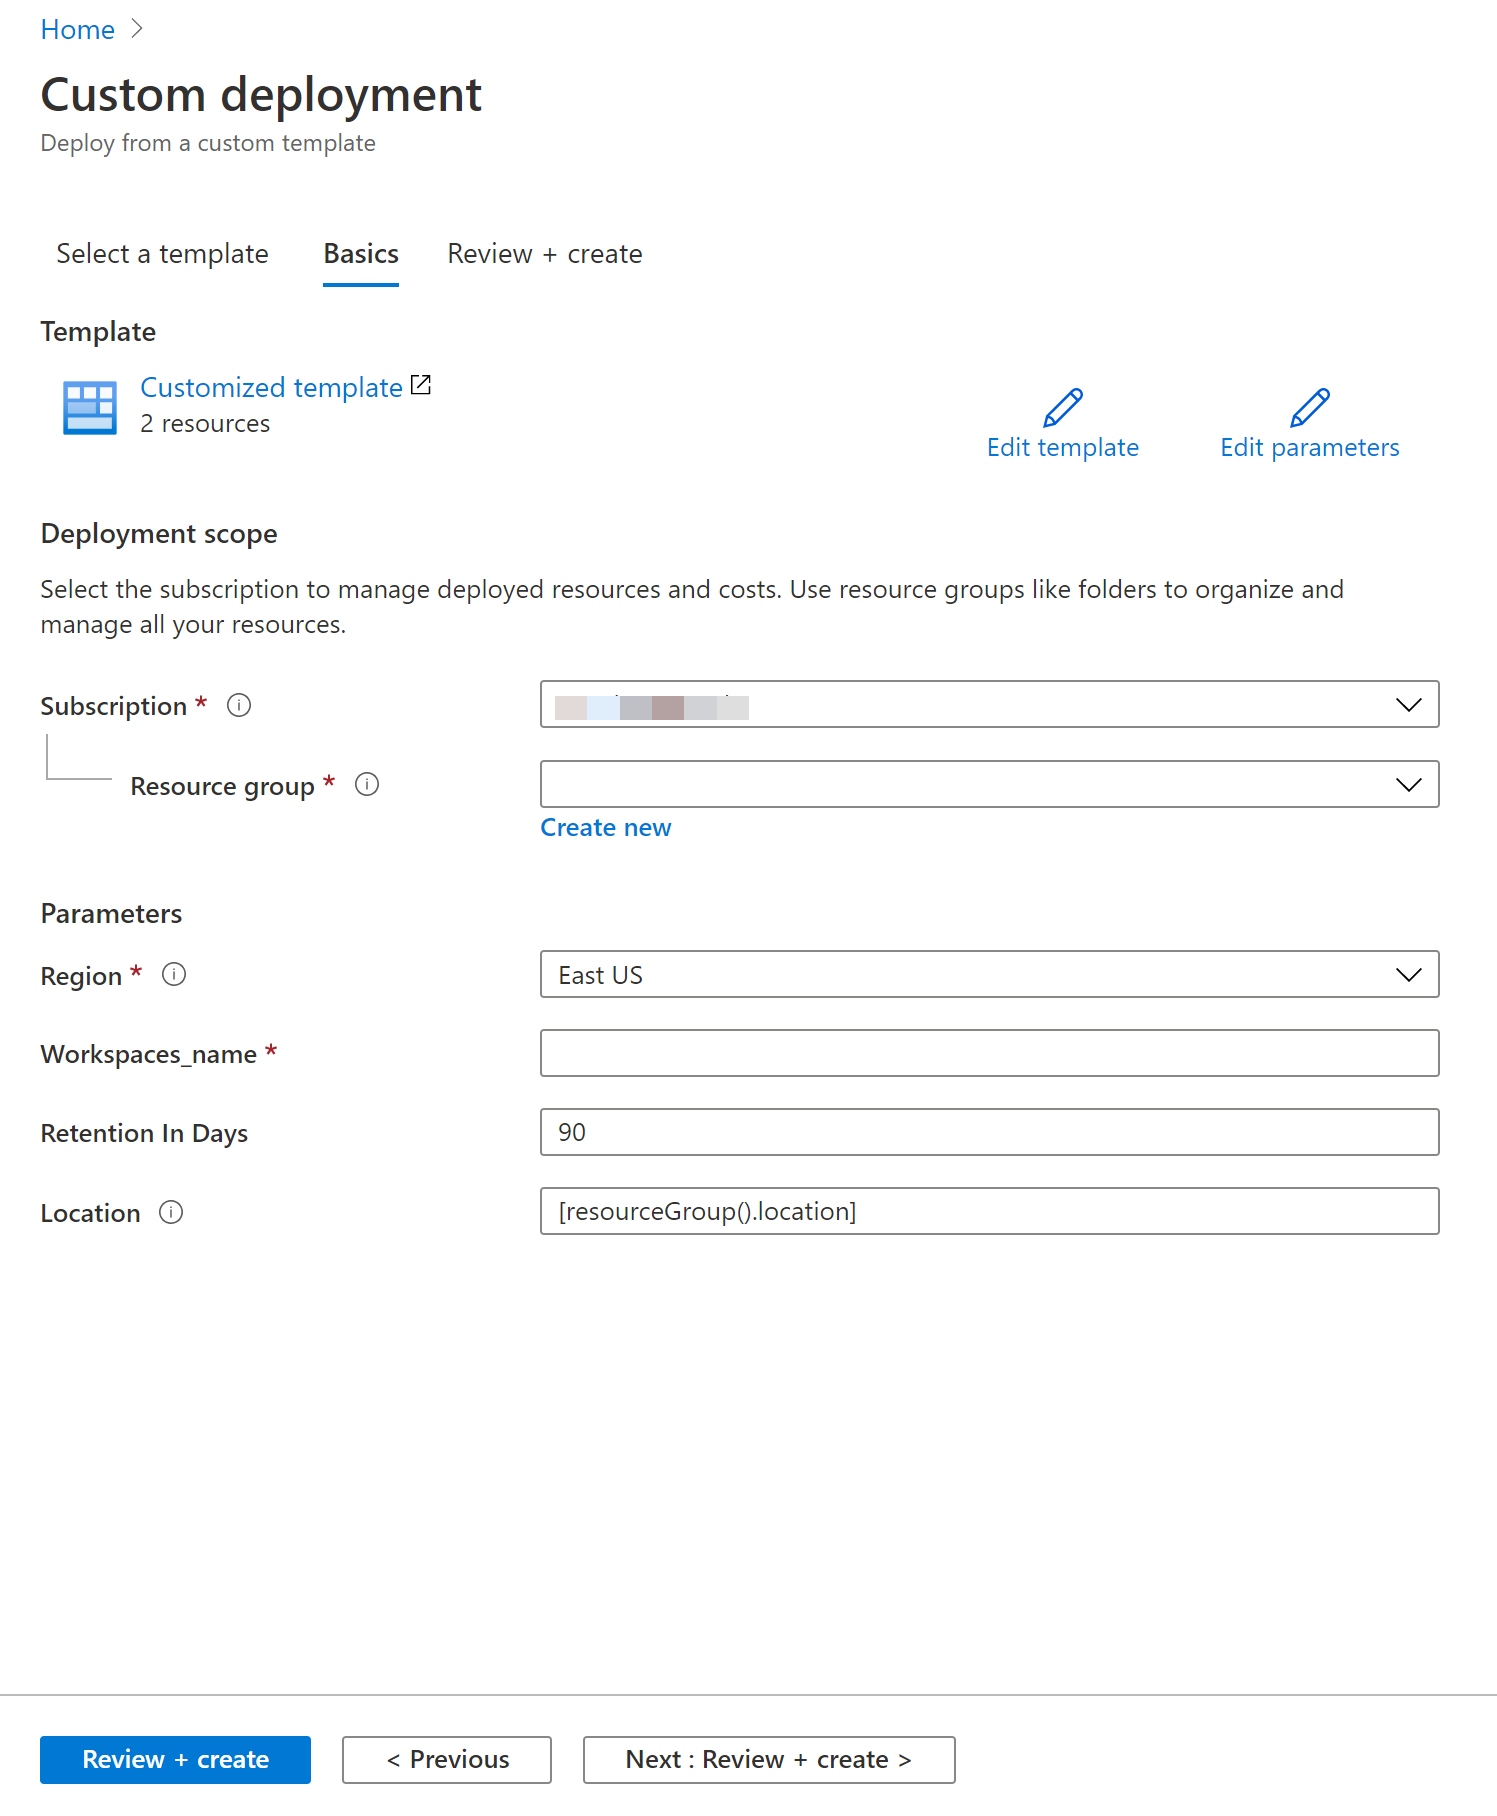 Home
Custom deployment
Deploy from a custom template
Select a template Basics Review + create
Template
Customized template
2 resources
Edit template Edit parameters
Deployment scope
Select the subscription to manage deployed resources and costs. Use resource groups like folders to organize and
manage all your resources.
Subscription *
Resource group *
Create new
Parameters
Region * East US
Workspaces_name *
Retention In Days 90
Location [resourceGroup().location]
Review + create < Previous Next : Review + create >